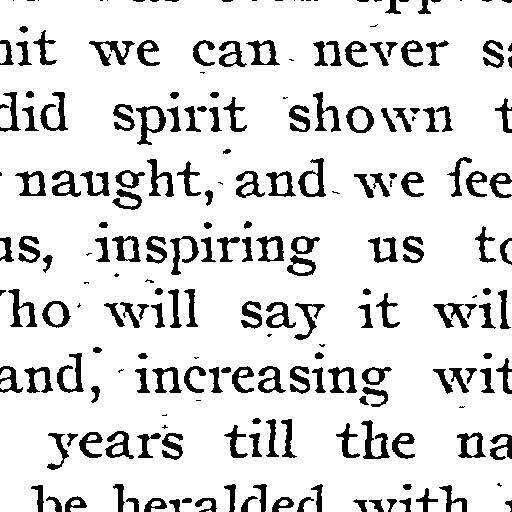 we can never
did spirit shown
naught, and we fee
us, inspiring us to
ho will say it wil
and, increasing wit
years till the na
be heralded with